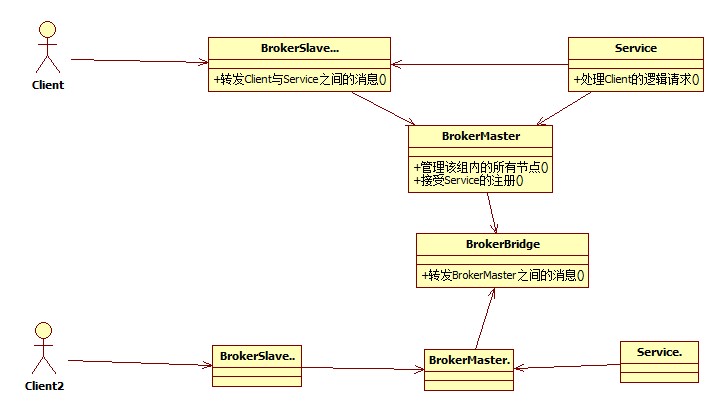 BrokerSlave...
Service
+转发Client与Service之间的消息()
+处理Client的逻辑请求()
Client
BrokerMaster
+管理该组内的所有节点()
+接受Service的注册()
BrokerBridge
+转发BrokerMaster之间的消息()
BrokerSlave..
BrokerMaster.
Service.
Client2